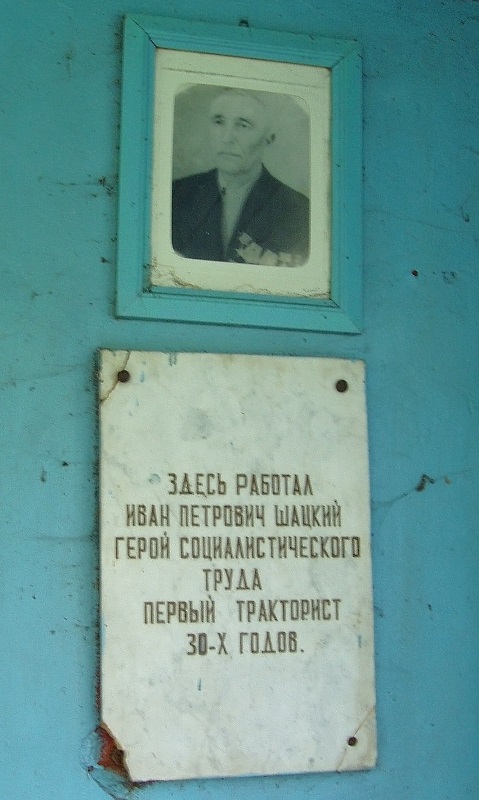 ЗДЕСЬ РАБОТАЛ
ИВАН ПЕТРОВИЧ ШАЦКИЙ
ГЕРОЙ СОЦИАЛИСТИЧЕСКОГО
ТРУДА
ПЕРВЫЙ ТРАКТОРИСТ
30-Х ГОДОВ.